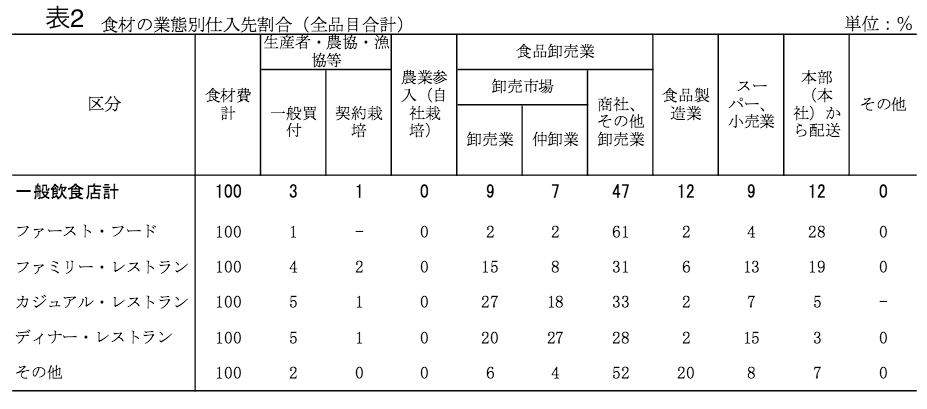 表2 食材の業態別仕入先割合（全品目合計） 単位：％
区分 食材費計 生産者・農協・漁協等 一般買付 契約栽培 農業参入（自社栽培） 食品卸売業 卸売市場 卸売業 仲卸業 商社、その他卸売業 食品製造業 スーパー、小売業 本部（本社）から配送 その他
一般飲食店計 100 3 1 0 9 7 47 12 9 12 0
ファースト・フード 100 1 - 0 2 2 61 2 4 28 0
ファミリー・レストラン 100 4 2 0 15 8 31 6 13 19 0
カジュアル・レストラン 100 5 1 0 27 18 33 2 7 5 -
ディナー・レストラン 100 5 1 0 20 27 28 2 15 3 0
その他 100 2 0 0 6 4 52 20 8 7 0